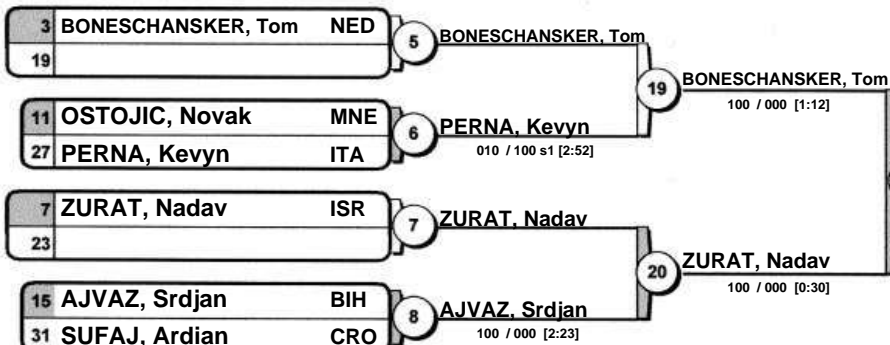 3 BONESCHANSKER, Tom NED
19
5
BONESCHANSKER, Tom
11 OSTOJIC, Novak MNE
27 PERNA, Kevyn ITA
6
PERNA, Kevyn
010 / 100 s1 [2:52]
19
BONESCHANSKER, Tom
100 / 000 [1:12]
7 ZURAT, Nadav ISR
23
7
ZURAT, Nadav
15 AJVAZ, Srdjan BIH
31 SUFAJ, Ardian CRO
8
AJVAZ, Srdjan
100 / 000 [2:23]
20
ZURAT, Nadav
100 / 000 [0:30]